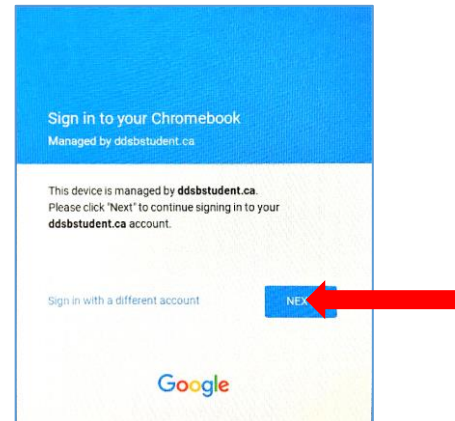 Sign in to your Chromebook
Managed by ddsbstudent.ca
This device is managed by ddsbstudent.ca.
Please click "Next" to continue signing in to your
ddsbstudent.ca account.
Sign in with a different account
Google